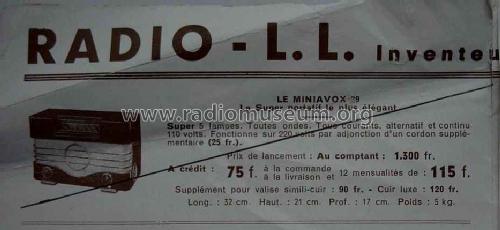 RADIO - L. L. Inventeu
LE MINIAVOX 29
Le Super portatif le plus élégant
www.radiomuseum.org
Super 5 lampes. Toutes ondes. Tous courants, alternatif et continu
110 volts. Fonctionne sur 220 volts par adjonction d'un cordon supplé-
mentaire (25 fr.).
Prix de lancement : Au comptant : 1.300 fr.
A crédit : 75 f. à la commande et 12 mensualités de : 115 f.
à la livraison
Supplément pour valise simili-cuir : 90 fr. - Cuir luxe : 120 fr.
Long. : 32 cm. Haut. : 21 cm. Prof. : 17 cm. Poids : 5 kg.